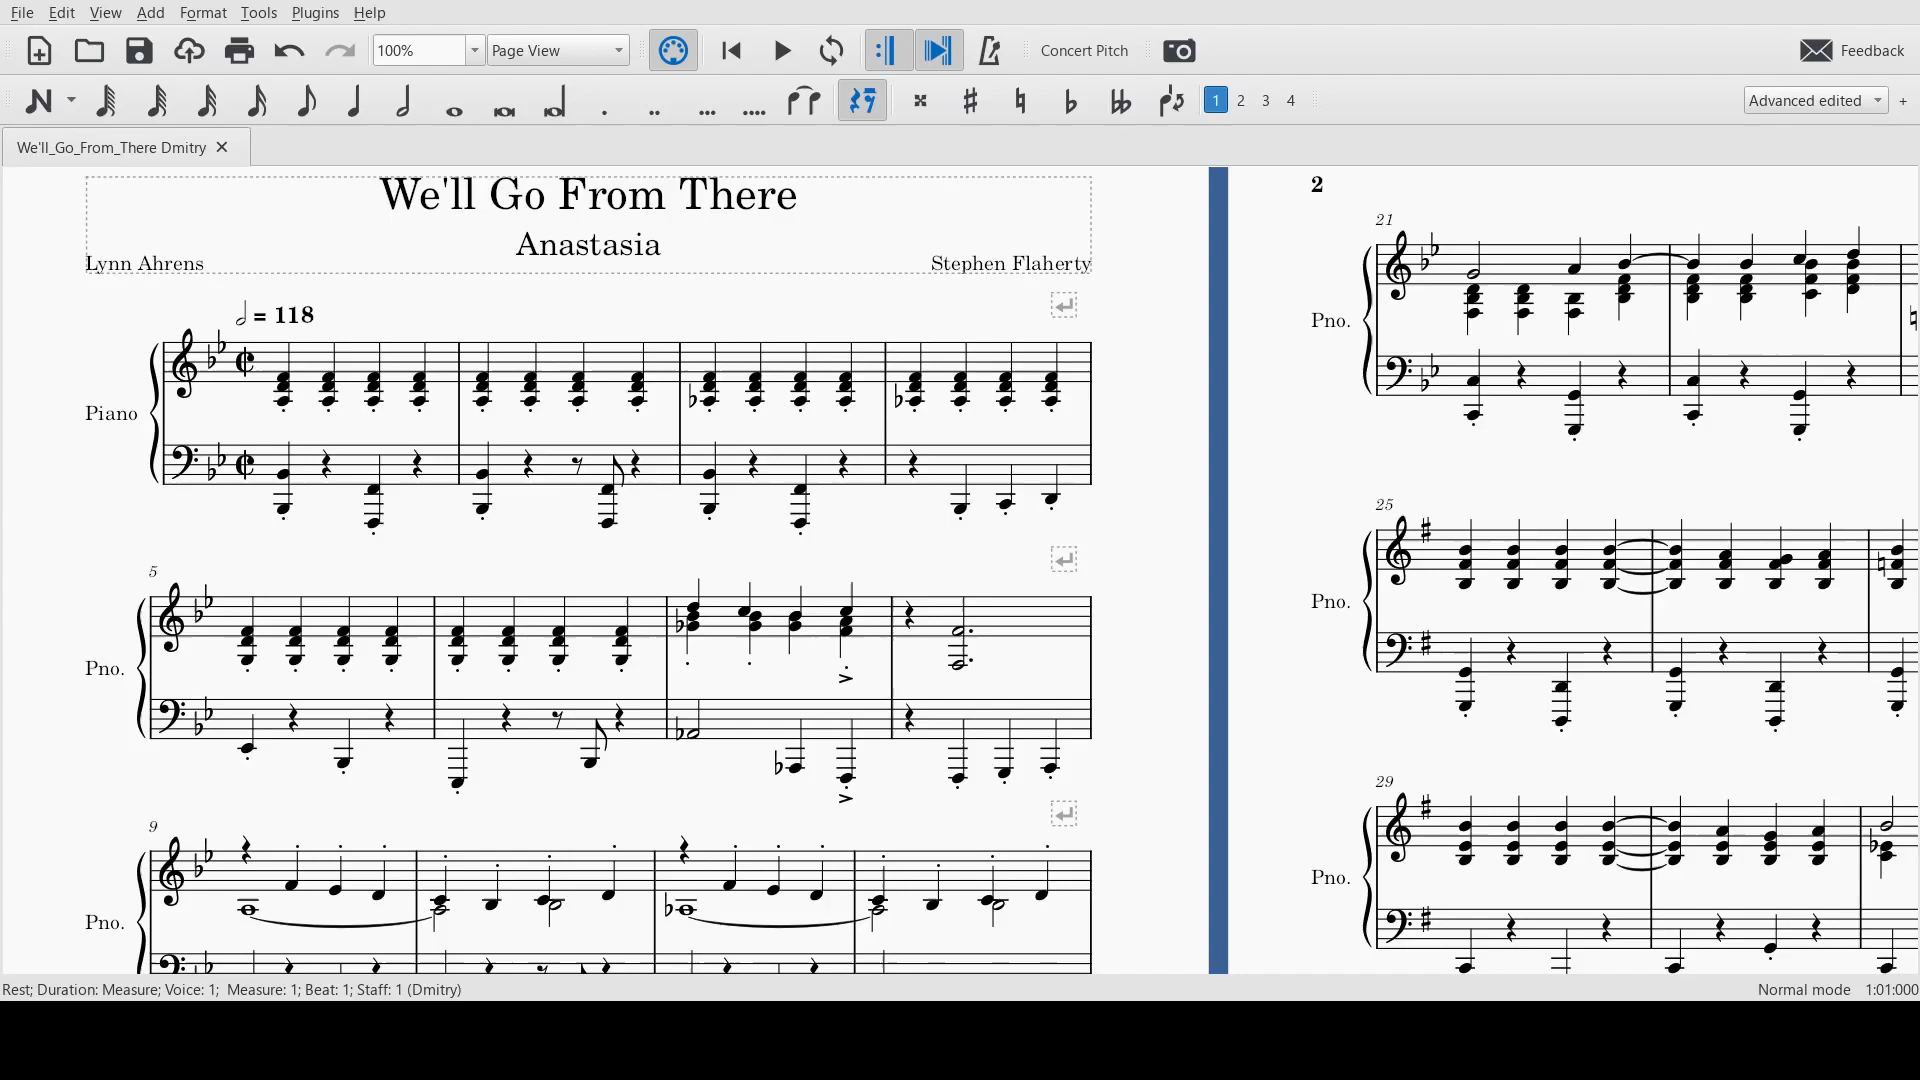 File Edit View Add Format Tools Plugins Help
100% Page View Concert Pitch Feedback
1 2 3 4 Advanced edited +
We'll_Go_From_There Dmitry
We'll Go From There
Anastasia
Lynn Ahrens
Stephen Flaherty
= 118
Piano
5
Pno.
9
Pno.
2
21
Pno.
25
Pno.
29
Pno.
Rest; Duration: Measure; Voice: 1; Measure: 1; Beat: 1; Staff: 1 (Dmitry)
Normal mode 1:01:000